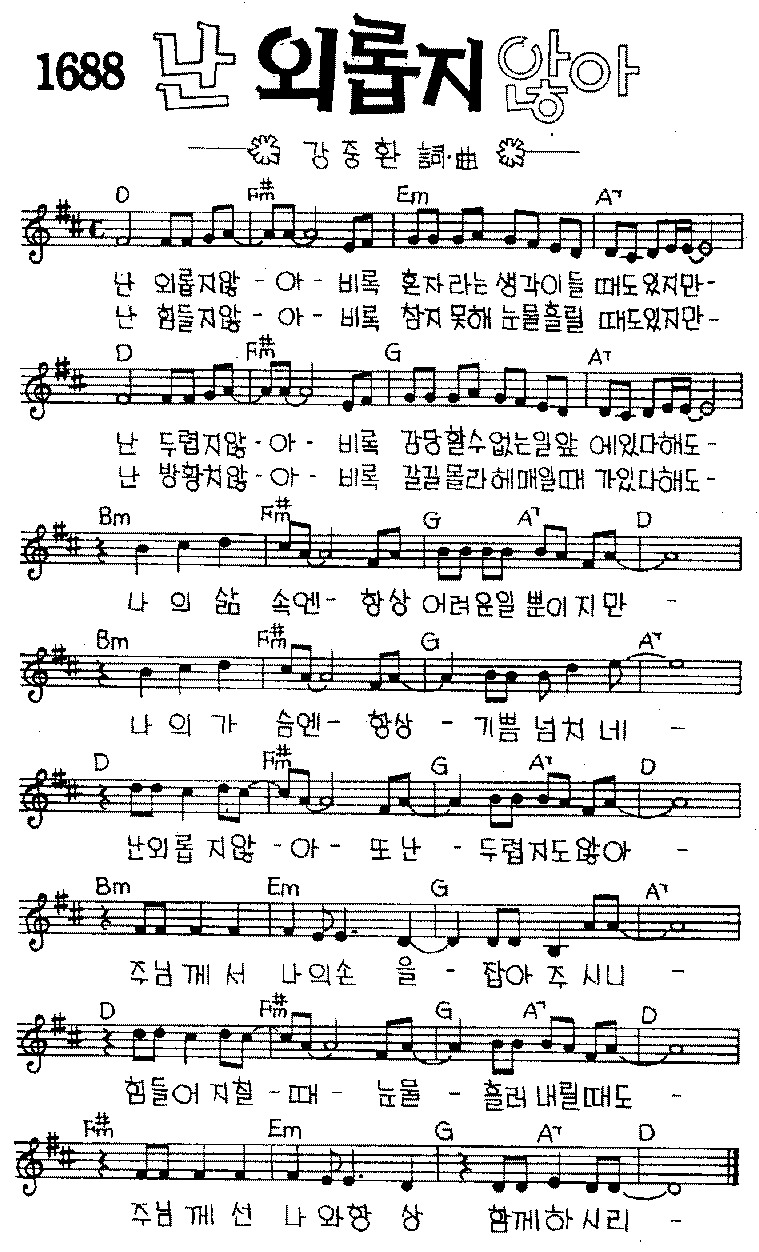 1688 난 외롭지 않아
강중환 詞·曲
D F#m Em A7
난 외롭지않 - 아 - 비록 혼자라는생각이들 때도있지만-
난 힘들지않 - 아 - 비록 참지못해눈물흘릴 때도있지만-
D F#m G A7
난 두렵지않 - 아 - 비록 감당할수없는일앞 에있다해도-
난 방황치않 - 아 - 비록 갈길몰라헤매일때 가있다해도-
Bm F#m G A7 D
나의 삶 속엔- 항상어려운일뿐이지만 -
Bm F#m G A7
나의 가 슴엔- 항상 - 기쁨넘치네 -
D F#m G A7 D
난외롭지않 - 아 - 또난 - 두렵지도않아 -
Bm Em G A7
주님께서 나의손 을 - 잡아주시니 -
D F#m G A7 D
힘들어지칠 - 때 - 눈물 - 흘러내릴때도 -
F#m Em G A7 D
주님께선 나와항 상 함께하시리 -